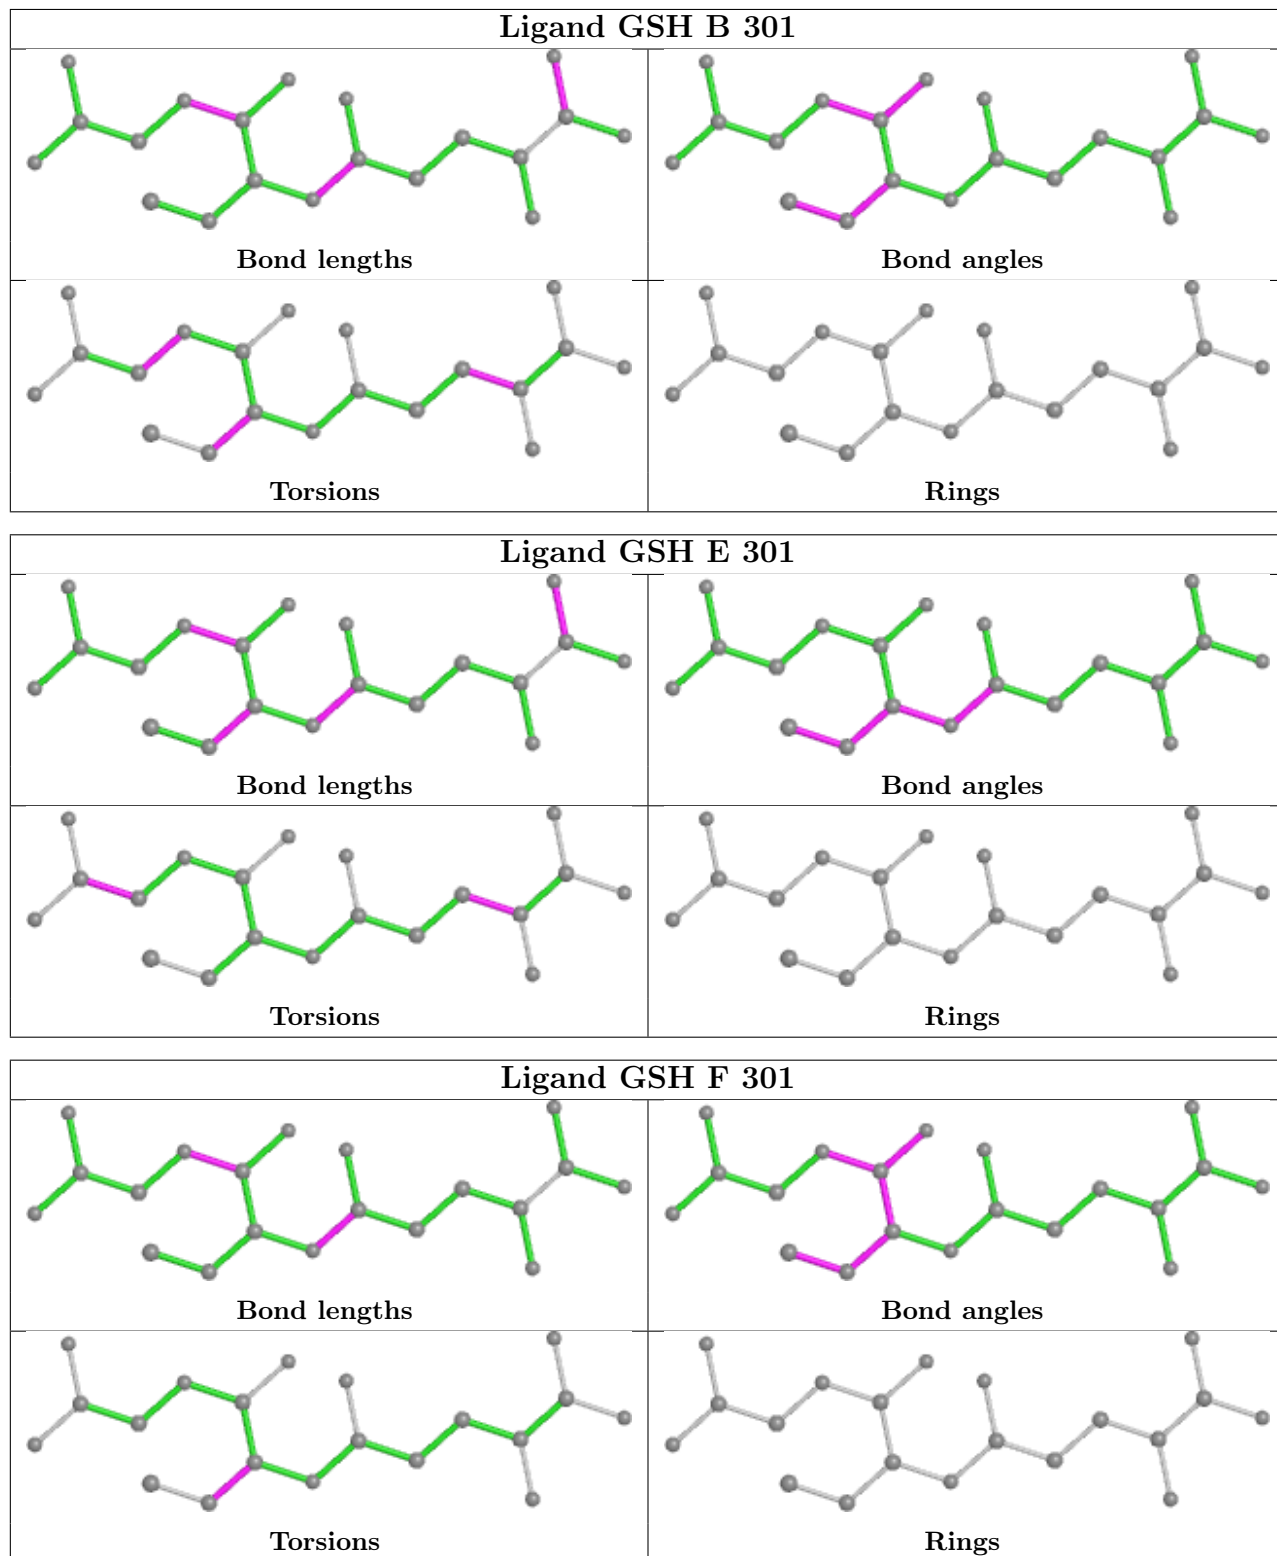 Ligand GSH B 301
Bond lengths
Bond angles
Torsions
Rings
Ligand GSH E 301
Bond lengths
Bond angles
Torsions
Rings
Ligand GSH F 301
Bond lengths
Bond angles
Torsions
Rings